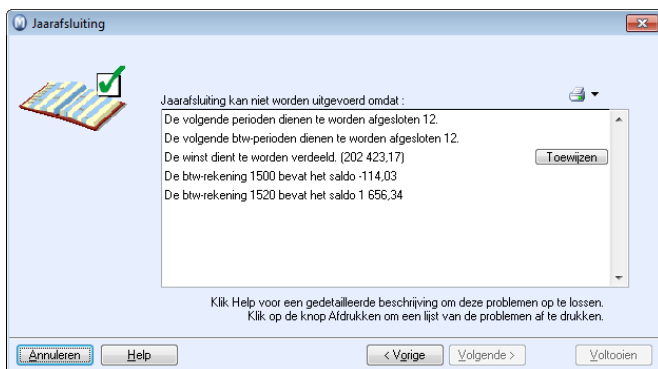 Jaarafsluiting
Jaarafsluiting kan niet worden uitgevoerd omdat :
De volgende perioden dienen te worden afgesloten 12.
De volgende btw-perioden dienen te worden afgesloten 12.
De winst dient te worden verdeeld. (202 423,17)
Toewijzen
De btw-rekening 1500 bevat het saldo -114,03
De btw-rekening 1520 bevat het saldo 1 656,34
Klik Help voor een gedetailleerde beschrijving om deze problemen op te lossen.
Klik op de knop Afdrukken om een lijst van de problemen af te drukken.
Annuleren Help < Vorige Volgende > Voltooien